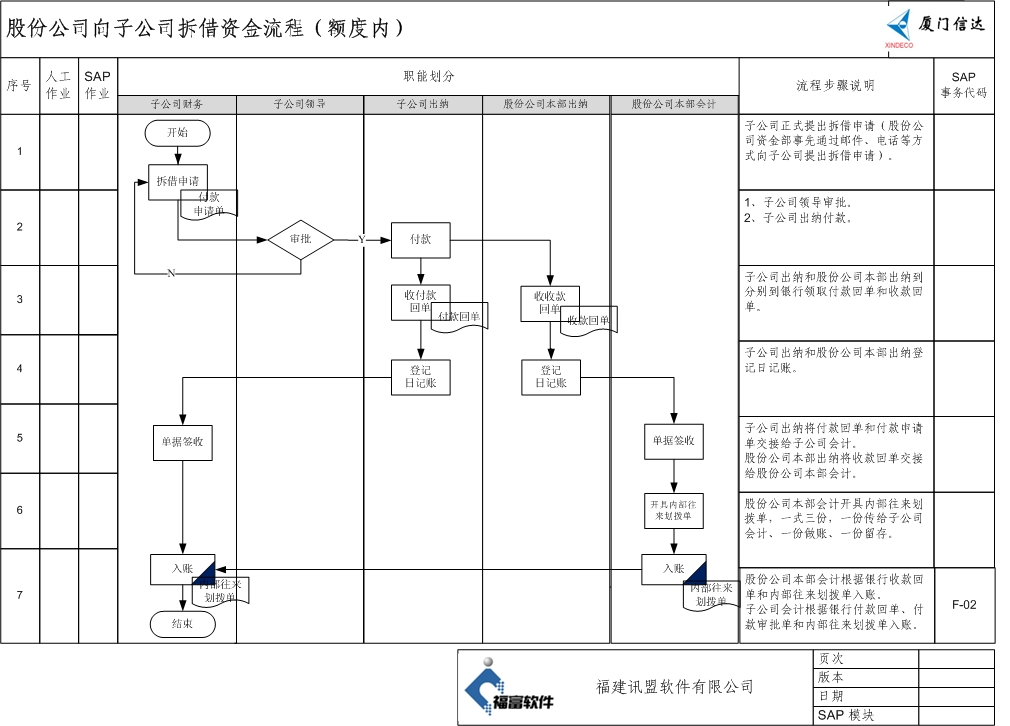 股份公司向子公司拆借资金流程（额度内）
XINDECO
厦门信达
序号
人工
作业
SAP
作业
职能划分
流程步骤说明
SAP
事务代码
子公司财务
子公司领导
子公司出纳
股份公司本部出纳
股份公司本部会计
1
开始
拆借申请
付款
申请单
子公司正式提出拆借申请（股份公
司资金部事先通过邮件、电话等方
式向子公司提出拆借申请）。
2
审批
Y
N
付款
1、子公司领导审批。
2、子公司出纳付款。
3
收付款
回单
付款回单
收收款
回单
收款回单
子公司出纳和股份公司本部出纳到
分别到银行领取付款回单和收款回
单。
4
登记
日记账
登记
日记账
子公司出纳和股份公司本部出纳登
记日记账。
5
单据签收
单据签收
子公司出纳将付款回单和付款申请
单交接给子公司会计。
股份公司本部出纳将收款回单交接
给股份公司本部会计。
6
开具内部往
来划拨单
股份公司本部会计开具内部往来划
拨单，一式三份，一份传给子公司
会计、一份做账、一份留存。
7
入账
内部往来
划拨单
结束
入账
内部往来
划拨单
股份公司本部会计根据银行收款回
单和内部往来划拨单入账。
子公司会计根据银行付款回单、付
款审批单和内部往来划拨单入账。
F-02
福富软件
福建讯盟软件有限公司
页次
版本
日期
SAP 模块